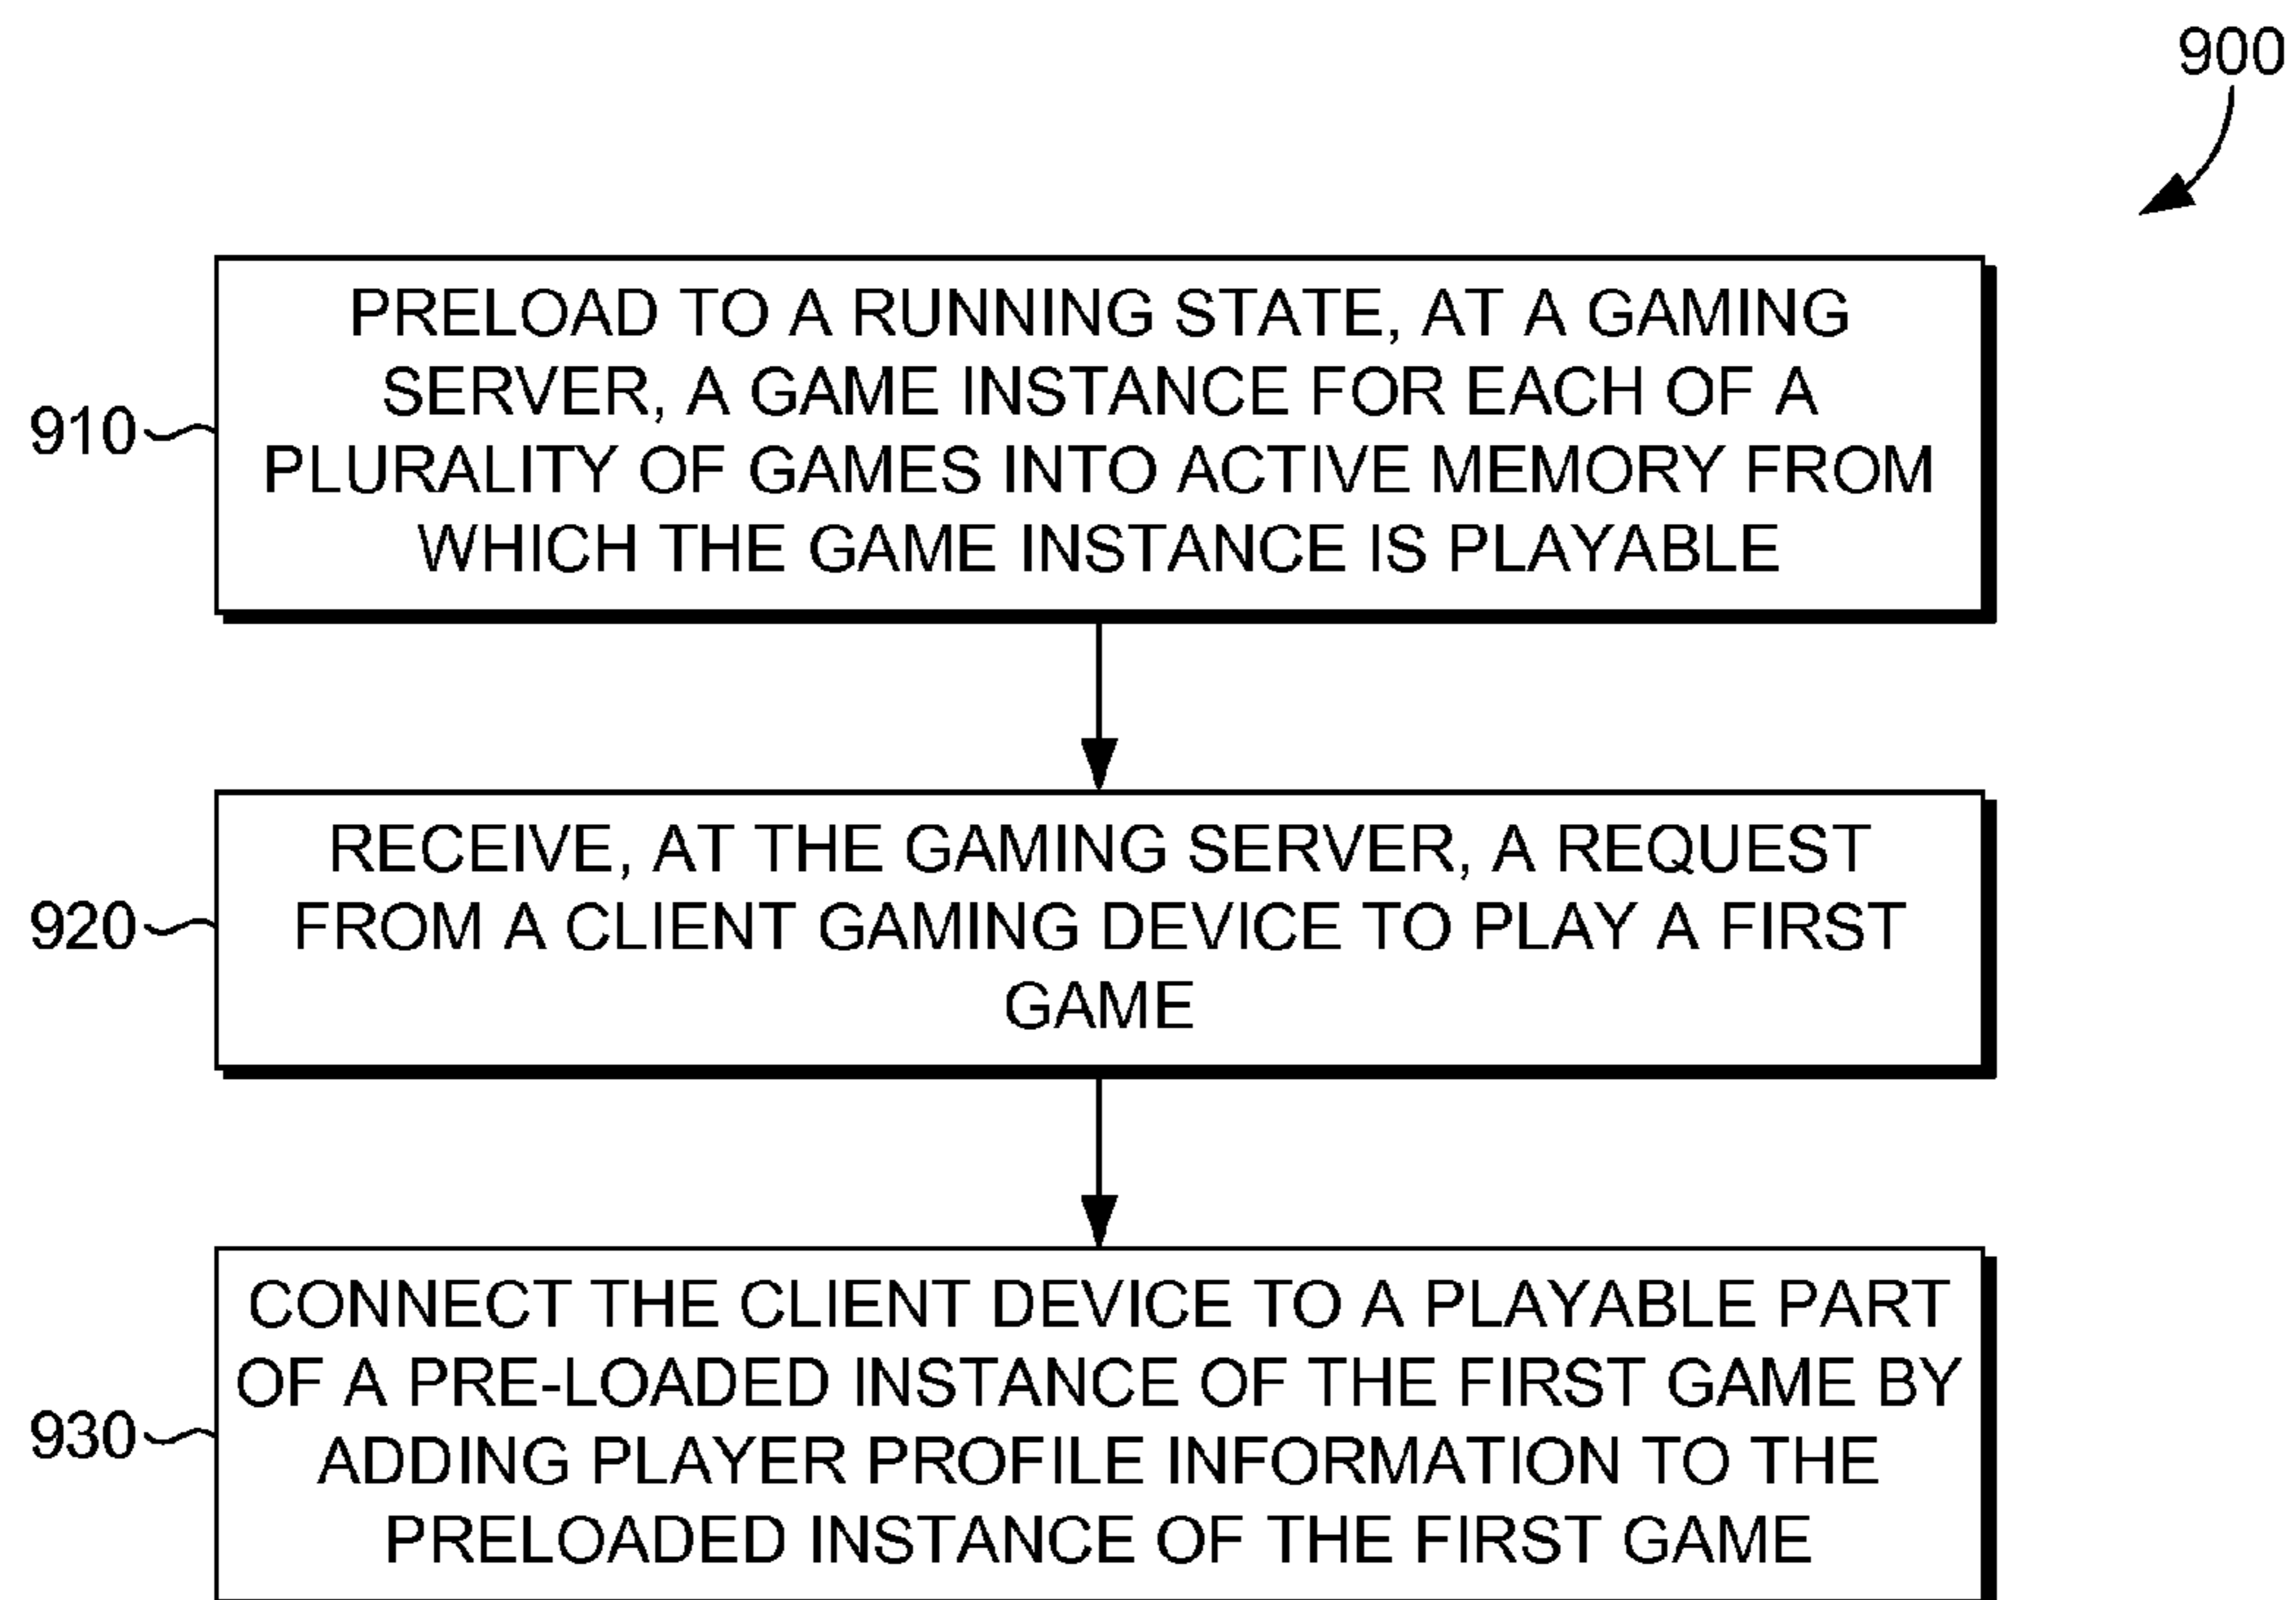 900
PRELOAD TO A RUNNING STATE, AT A GAMING
SERVER, A GAME INSTANCE FOR EACH OF A
PLURALITY OF GAMES INTO ACTIVE MEMORY FROM
WHICH THE GAME INSTANCE IS PLAYABLE
910
RECEIVE, AT THE GAMING SERVER, A REQUEST
FROM A CLIENT GAMING DEVICE TO PLAY A FIRST
GAME
920
CONNECT THE CLIENT DEVICE TO A PLAYABLE PART
OF A PRE-LOADED INSTANCE OF THE FIRST GAME BY
ADDING PLAYER PROFILE INFORMATION TO THE
PRELOADED INSTANCE OF THE FIRST GAME
930